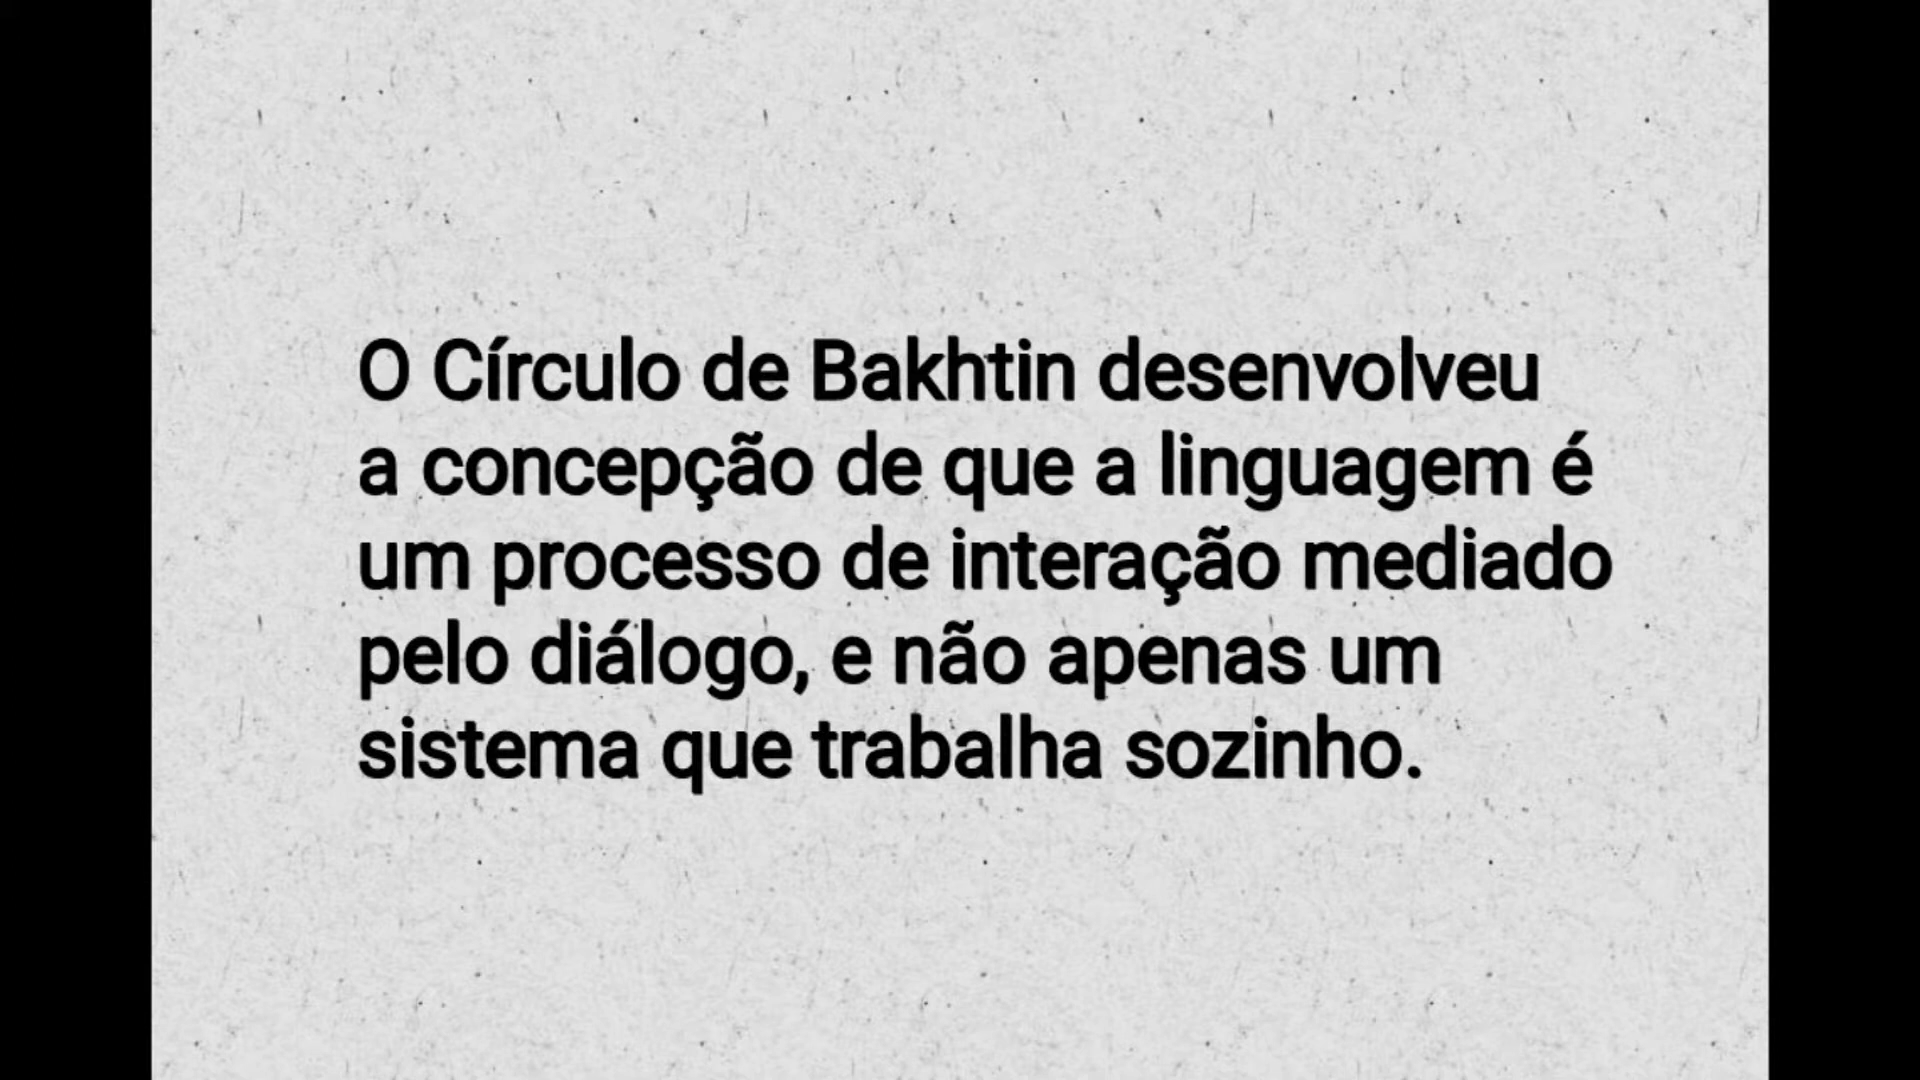 O Círculo de Bakhtin desenvolveu
a concepção de que a linguagem é
um processo de interação mediado
pelo diálogo, e não apenas um
sistema que trabalha sozinho.